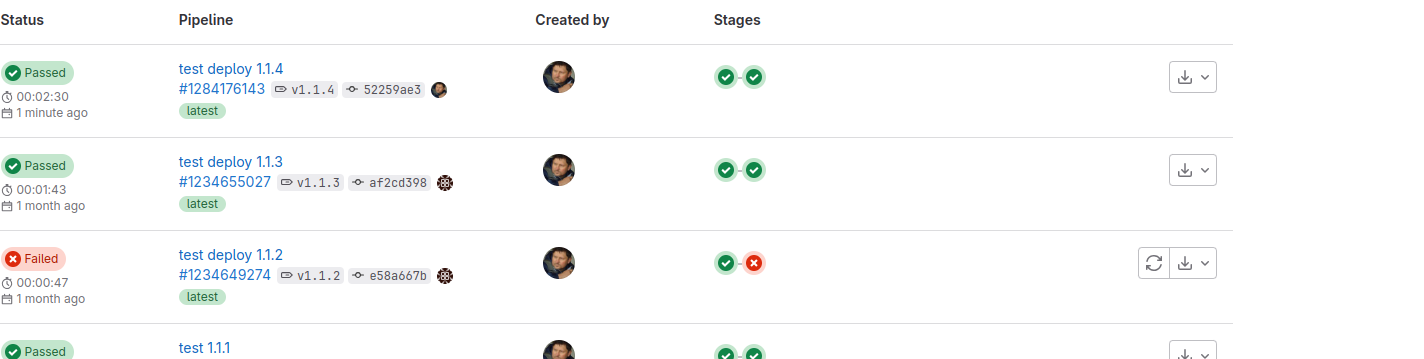 Status Pipeline Created by Stages
Passed test deploy 1.1.4
00:02:30 #1284176143 v1.1.4 52259ae3
1 minute ago latest
Passed test deploy 1.1.3
00:01:43 #1234655027 v1.1.3 af2cd398
1 month ago latest
Failed test deploy 1.1.2
00:00:47 #1234649274 v1.1.2 e58a667b
1 month ago latest
Passed test 1.1.1